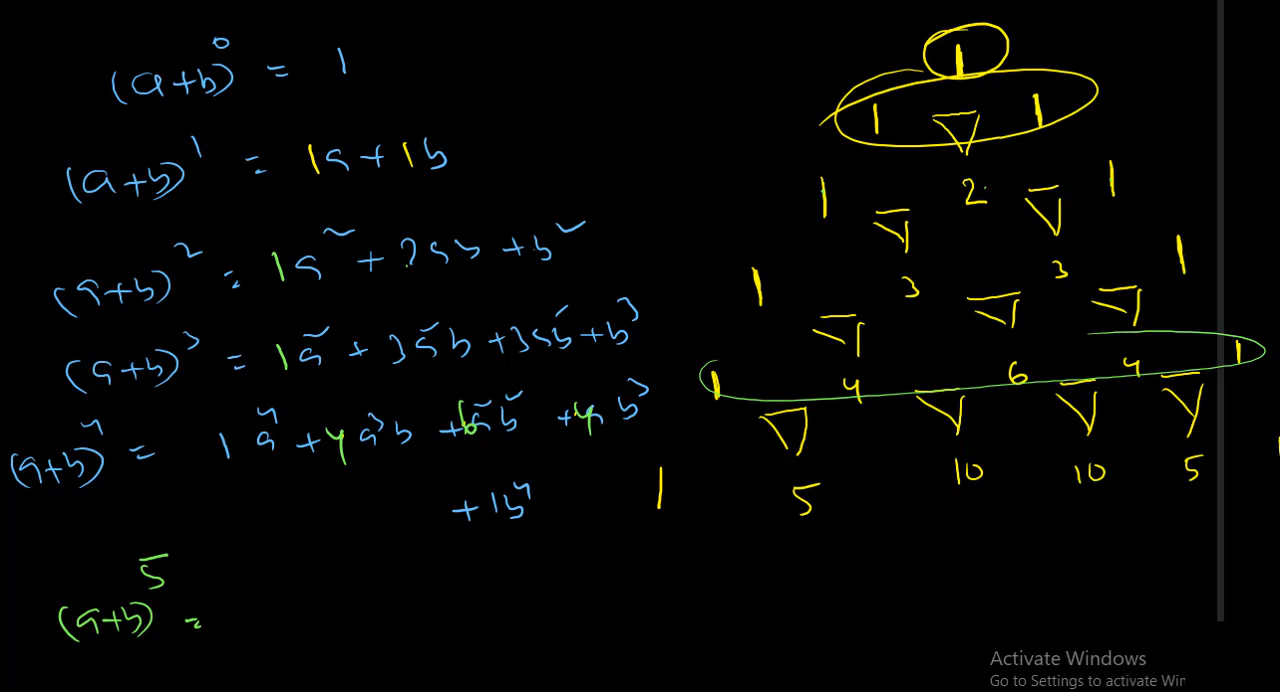 (a+b)⁰ = 1
(a+b)¹ = 1a + 1b
(a+b)² = 1a² + 2ab + b²
(a+b)³ = 1a³ + 3a²b + 3ab² + b³
(a+b)⁴ = 1a⁴ + 4a³b + 6a²b² + 4ab³
+ 1b⁴
(a+b)⁵ =
1
1 1
1 2 1
1 3 3 1
1 4 6 4 1
1 5 10 10 5
Activate Windows
Go to Settings to activate Wir